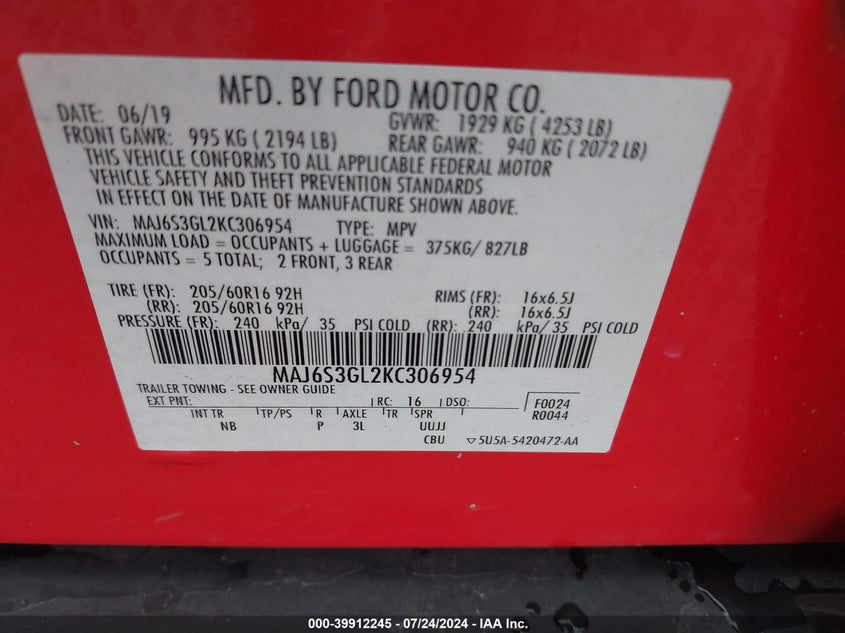 MFD. BY FORD MOTOR CO.
DATE: 06/19 GVWR: 1929 KG ( 4253 LB)
FRONT GAWR: 995 KG ( 2194 LB) REAR GAWR: 940 KG ( 2072 LB)
THIS VEHICLE CONFORMS TO ALL APPLICABLE FEDERAL MOTOR
VEHICLE SAFETY AND THEFT PREVENTION STANDARDS
IN EFFECT ON THE DATE OF MANUFACTURE SHOWN ABOVE.
VIN: MAJ6S3GL2KC306954 TYPE: MPV
MAXIMUM LOAD = OCCUPANTS + LUGGAGE = 375KG/ 827LB
OCCUPANTS = 5 TOTAL; 2 FRONT, 3 REAR
TIRE (FR): 205/60R16 92H RIMS (FR): 16x6.5J
(RR): 205/60R16 92H (RR): 16x6.5J
PRESSURE (FR): 240 kPa/ 35 PSI COLD (RR): 240 kPa/ 35 PSI COLD
MAJ6S3GL2KC306954
TRAILER TOWING - SEE OWNER GUIDE
EXT PNT: RC: 16 DSO: F0024
R0044
INT TR TP/PS R AXLE TR SPR
NB P 3L UUJJ
CBU ▽5U5A-5420472-AA
000-39912245 - 07/24/2024 - IAA Inc.